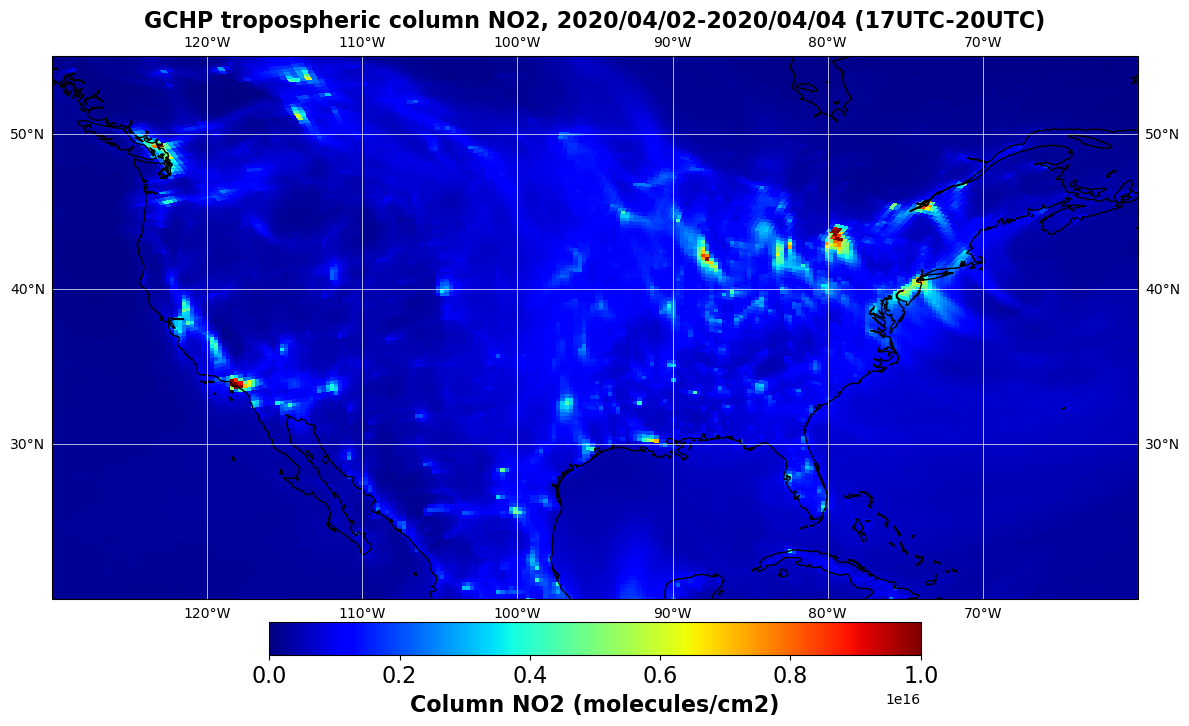 GCHP tropospheric column NO2, 2020/04/02-2020/04/04 (17UTC-20UTC)
120°W 110°W 100°W 90°W 80°W 70°W
50°N 50°N
40°N 40°N
30°N 30°N
120°W 110°W 100°W 90°W 80°W 70°W
0.0 0.2 0.4 0.6 0.8 1.0
1e16
Column NO2 (molecules/cm2)